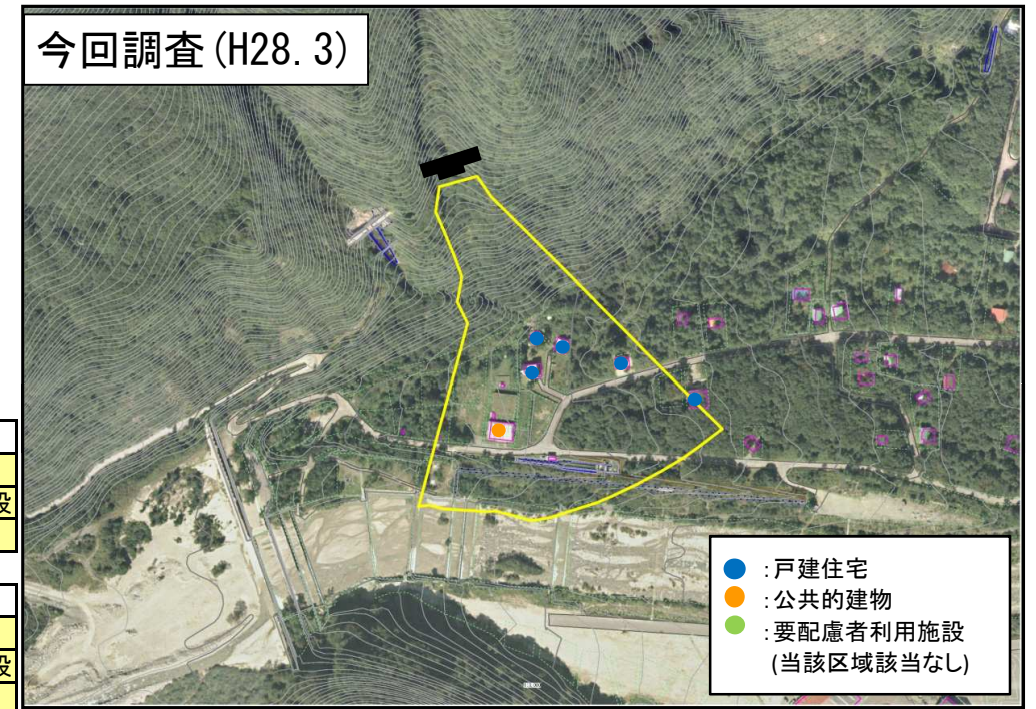 今回調査(H28.3)
設
設
:戸建住宅
:公共的建物
:要配慮者利用施設
(当該区域該当なし)